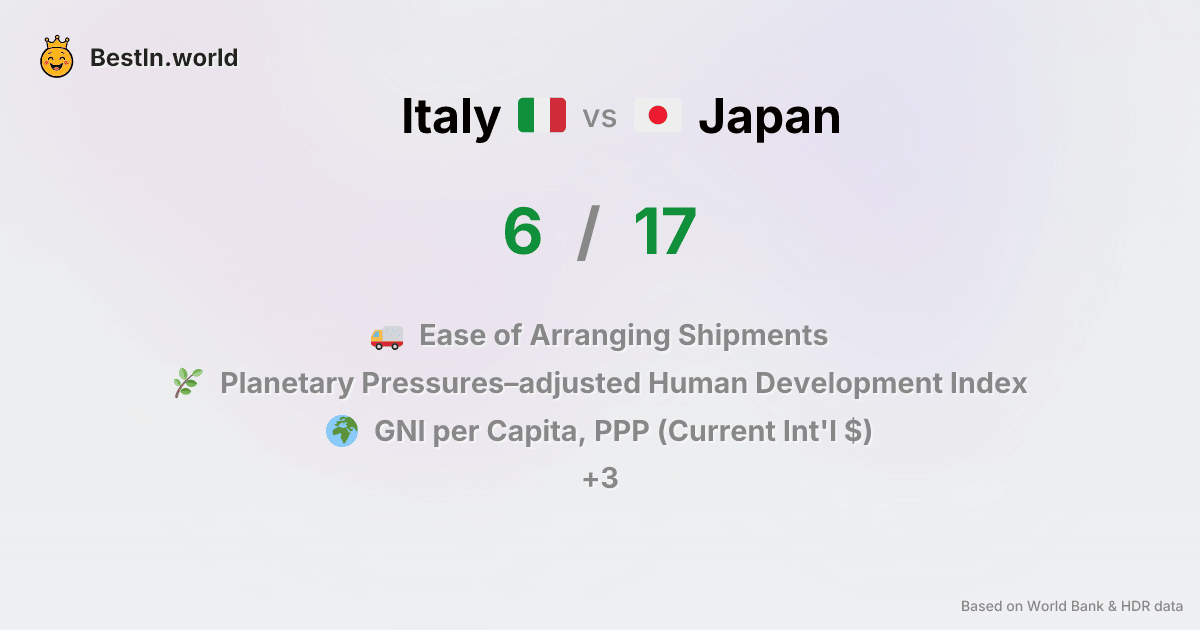 BestIn.world
Italy vs Japan
6 / 17
Ease of Arranging Shipments
Planetary Pressures–adjusted Human Development Index
GNI per Capita, PPP (Current Int'l $)
+3
Based on World Bank & HDR data